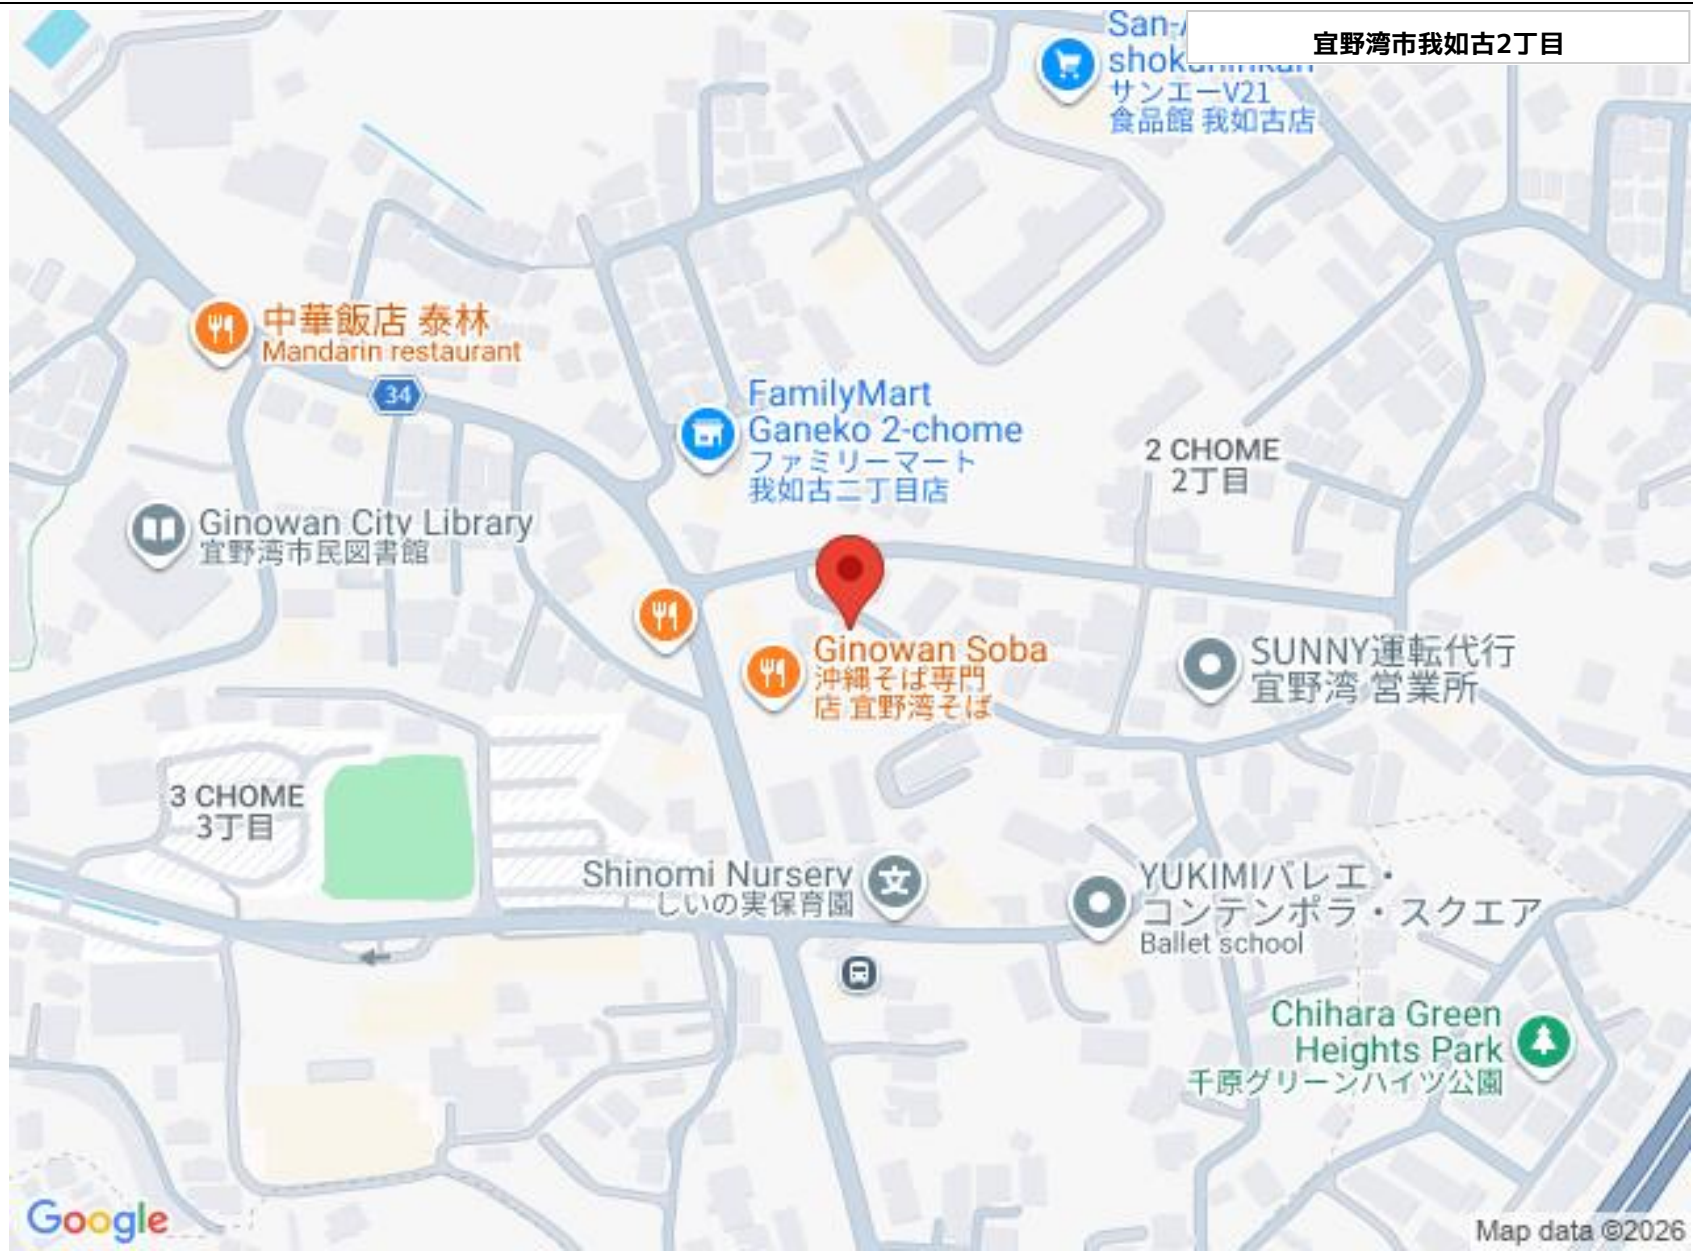 宜野湾市我如古2丁目
サンエーV21
食品館 我如古店
中華飯店 泰林
Mandarin restaurant
34
FamilyMart
Ganeko 2-chome
ファミリーマート
我如古二丁目店
2 CHOME
2丁目
Ginowan City Library
宜野湾市民図書館
Ginowan Soba
沖縄そば専門
店 宜野湾そば
SUNNY運転代行
宜野湾 営業所
3 CHOME
3丁目
Shinomi Nursery
しいの実保育園
文
YUKIMIバレエ・
コンテンポラ・スクエア
Ballet school
Chihara Green
Heights Park
千原グリーンハイツ公園
Google
Map data ©2026